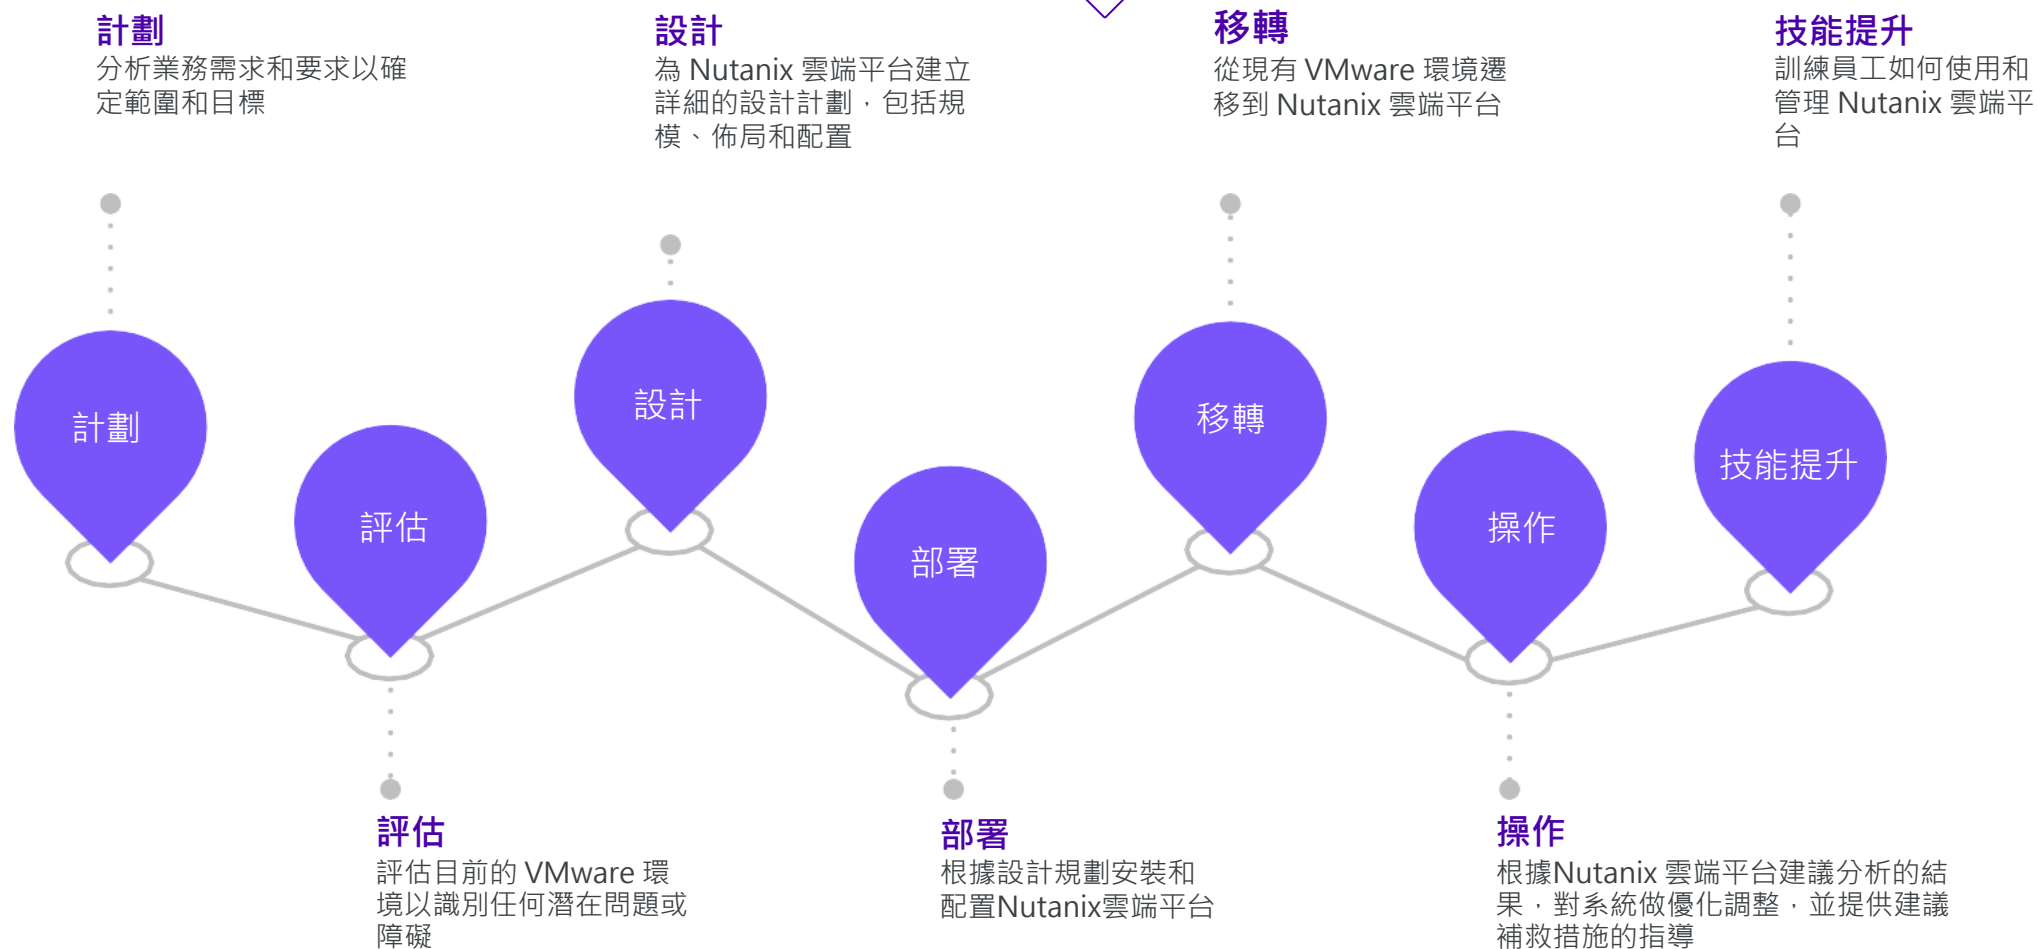 計劃
分析業務需求和要求以確
定範圍和目標
設計
為 Nutanix 雲端平台建立
詳細的設計計劃，包括規
模、佈局和配置
移轉
從現有 VMware 環境遷
移到 Nutanix 雲端平台
技能提升
訓練員工如何使用和
管理 Nutanix 雲端平
台
計劃
評估
設計
部署
移轉
操作
技能提升
評估
評估目前的 VMware 環
境以識別任何潛在問題或
障礙
部署
根據設計規劃安裝和
配置Nutanix雲端平台
操作
根據Nutanix 雲端平台建議分析的結
果，對系統做優化調整，並提供建議
補救措施的指導